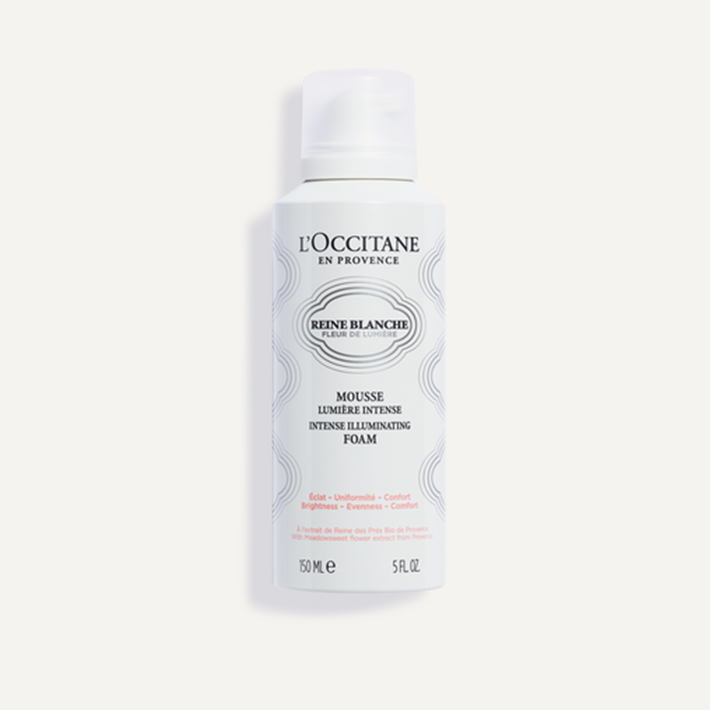 L'OCCITANE
EN PROVENCE
REINE BLANCHE
FLEUR DE LUMIÈRE
MOUSSE
LUMIÈRE INTENSE
INTENSE ILLUMINATING
FOAM
Éclat - Uniformité - Confort
Brightness - Evenness - Comfort
À l'extrait de Reine des Prés Bio de Provence
With Meadowsweet flower extract from Provence
150 ML e
5 FL. OZ.